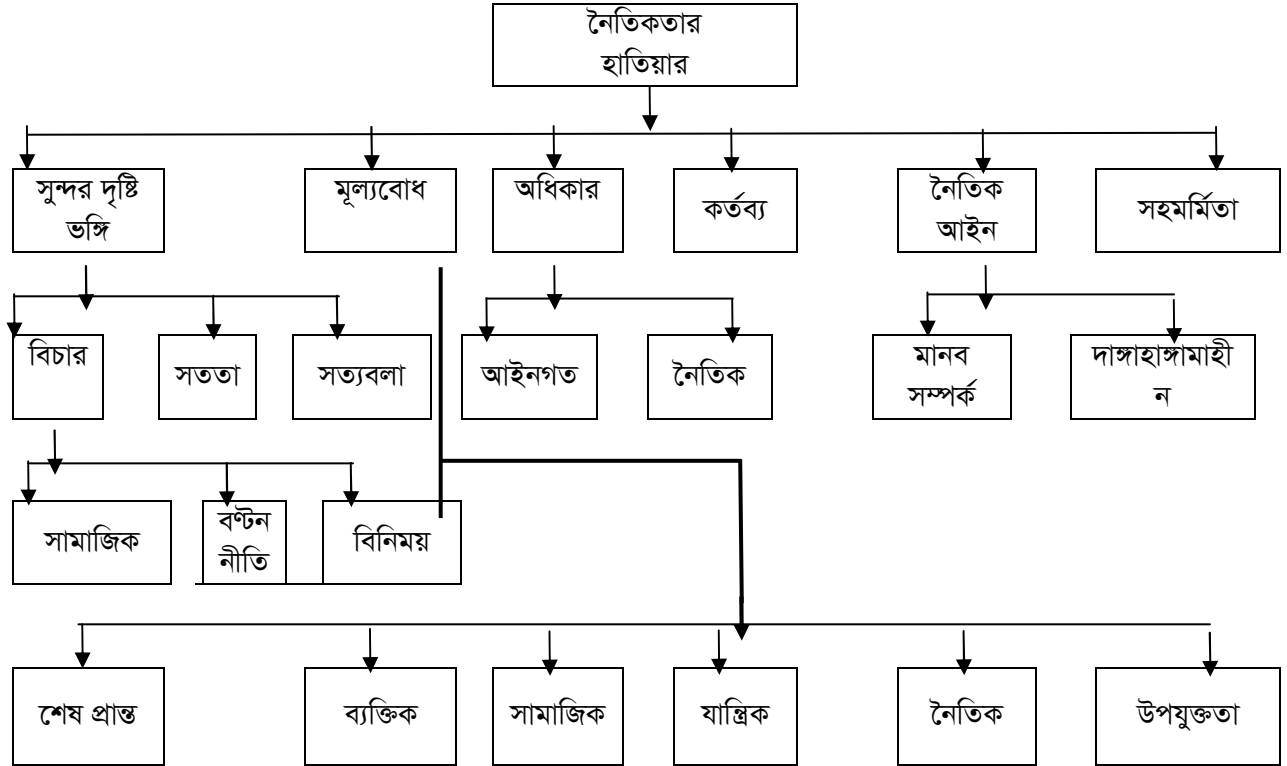 নৈতিকতার
হাতিয়ার
সুন্দর দৃষ্টি
ভঙ্গি
মূল্যবোধ
অধিকার
কর্তব্য
নৈতিক
আইন
সহমর্মিতা
বিচার
সততা
সত্যবলা
আইনগত
নৈতিক
মানব
সম্পর্ক
দাঙ্গাহাঙ্গামাহী
ন
সামাজিক
বণ্টন
নীতি
বিনিময়
শেষ প্রান্ত
ব্যক্তিক
সামাজিক
যান্ত্রিক
নৈতিক
উপযুক্ততা